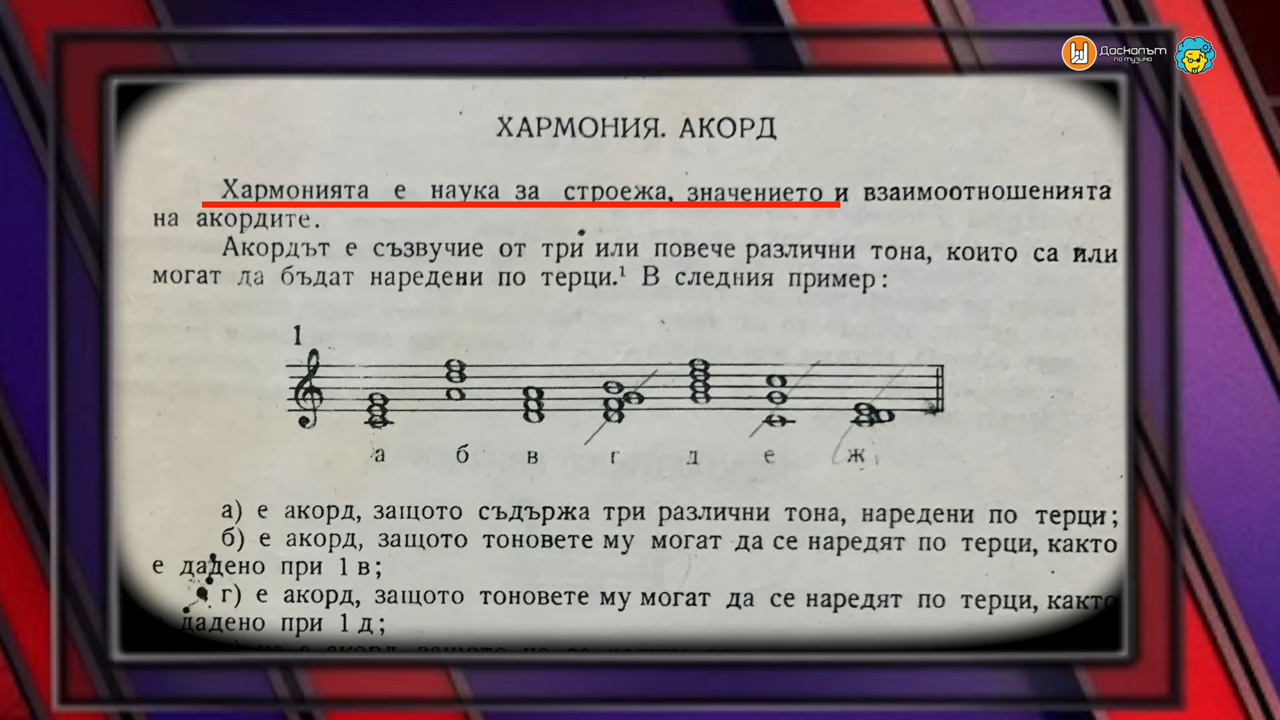 Даскалът
по музика
ХАРМОНИЯ. АКОРД
Хармонията е наука за строежа, значението и взаимоотношенията
на акордите.
Акордът е съзвучие от три или повече различни тона, които са или
могат да бъдат наредени по терци.¹ В следния пример:
1
а б в г д е ж
а) е акорд, защото съдържа три различни тона, наредени по терци;
б) е акорд, защото тоновете му могат да се наредят по терци, както
е дадено при 1 в;
г) е акорд, защото тоновете му могат да се наредят по терци, както
дадено при 1 д;